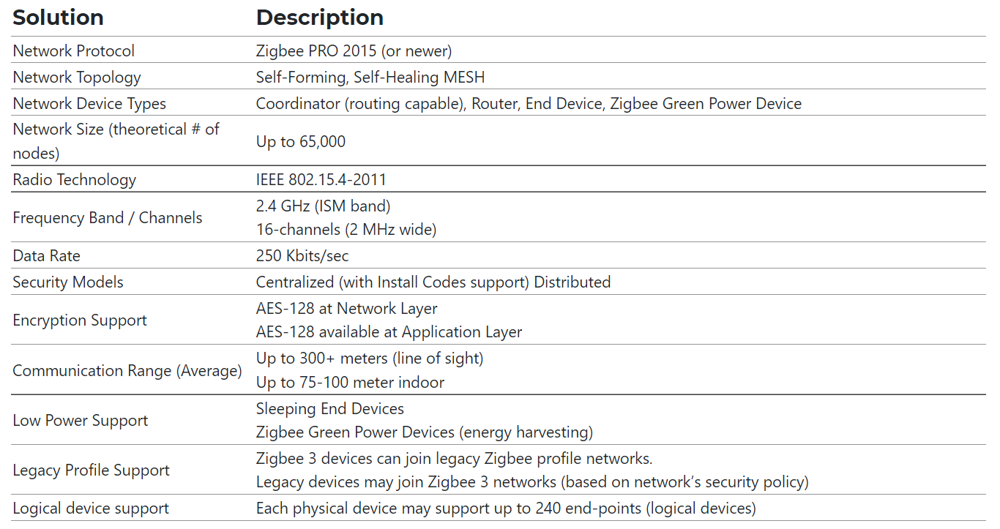 Solution Description
Network Protocol Zigbee PRO 2015 (or newer)
Network Topology Self-Forming, Self-Healing MESH
Network Device Types Coordinator (routing capable), Router, End Device, Zigbee Green Power Device
Network Size (theoretical # of
nodes)
Up to 65,000
Radio Technology IEEE 802.15.4-2011
Frequency Band / Channels
2.4 GHz (ISM band)
16-channels (2 MHz wide)
Data Rate 250 Kbits/sec
Security Models Centralized (with Install Codes support) Distributed
Encryption Support
AES-128 at Network Layer
AES-128 available at Application Layer
Communication Range (Average)
Up to 300+ meters (line of sight)
Up to 75-100 meter indoor
Low Power Support
Sleeping End Devices
Zigbee Green Power Devices (energy harvesting)
Legacy Profile Support
Zigbee 3 devices can join legacy Zigbee profile networks.
Legacy devices may join Zigbee 3 networks (based on network’s security policy)
Logical device support Each physical device may support up to 240 end-points (logical devices)